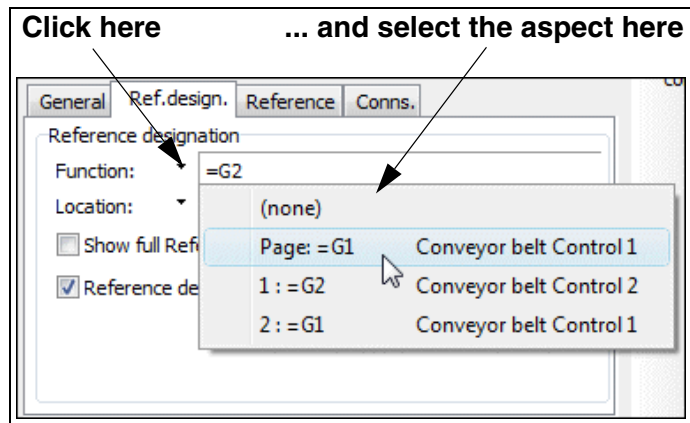 Click here ... and select the aspect here
General Ref.design. Reference Conns.
Reference designation
Function: =G2
Location: (none)
Show full Ref Page: =G1 Conveyor belt Control 1
Reference de 1 : =G2 Conveyor belt Control 2
2 : =G1 Conveyor belt Control 1